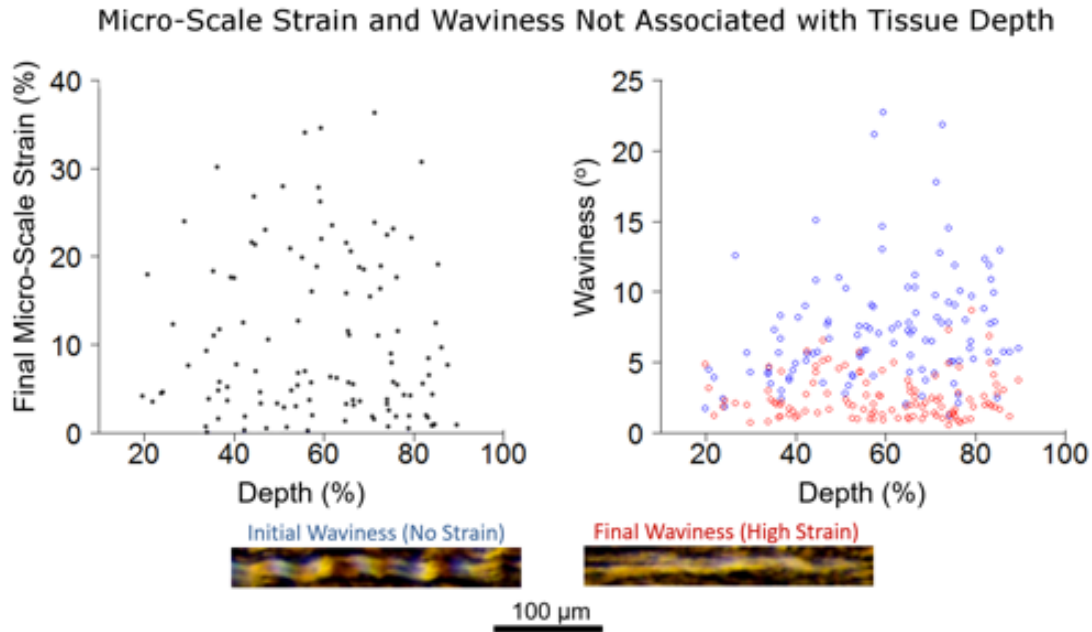 Micro-Scale Strain and Waviness Not Associated with Tissue Depth
Final Micro-Scale Strain (%)
40
30
20
10
0
20 40 60 80 100
Depth (%)
Waviness (°)
25
20
15
10
5
0
20 40 60 80 100
Depth (%)
Initial Waviness (No Strain)
Final Waviness (High Strain)
100 µm